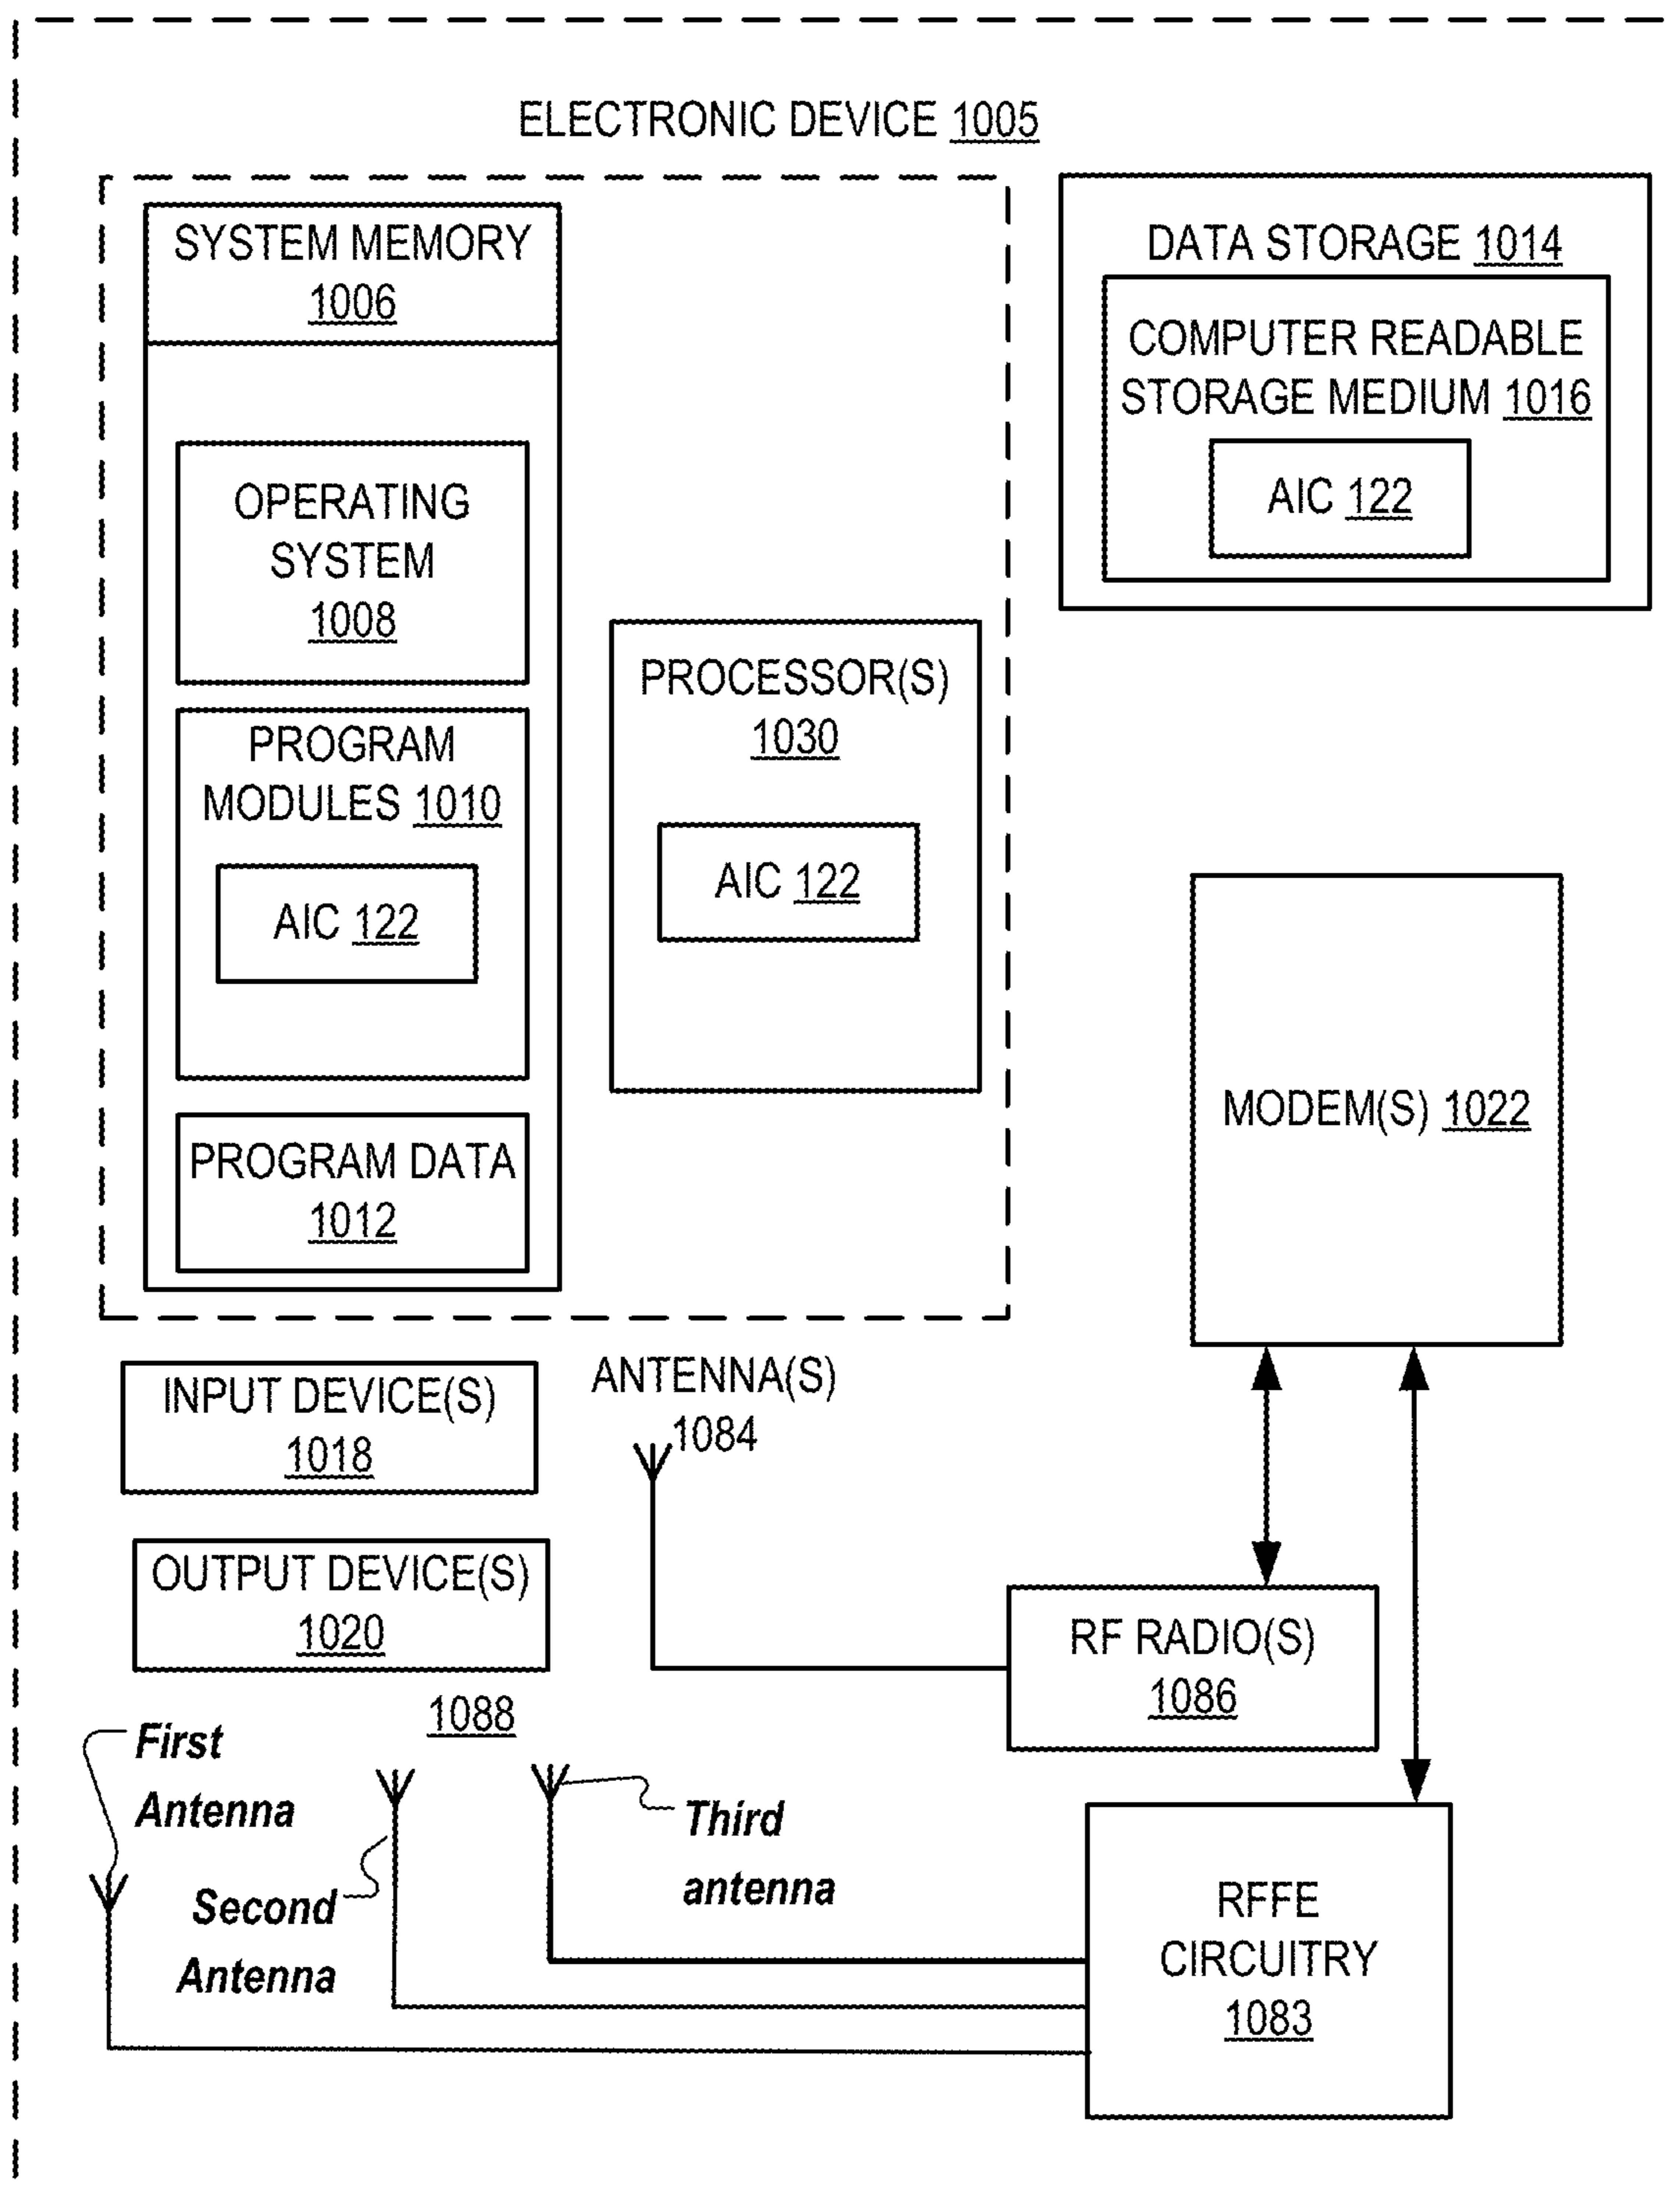 ELECTRONIC DEVICE 1005
SYSTEM MEMORY
1006
OPERATING
SYSTEM
1008
PROGRAM
MODULES 1010
AIC 122
PROGRAM DATA
1012
PROCESSOR(S)
1030
AIC 122
DATA STORAGE 1014
COMPUTER READABLE
STORAGE MEDIUM 1016
AIC 122
MODEM(S) 1022
INPUT DEVICE(S)
1018
ANTENNA(S)
1084
OUTPUT DEVICE(S)
1020
RF RADIO(S)
1086
1088
First
Antenna
Second
Antenna
Third
antenna
RFFE
CIRCUITRY
1083